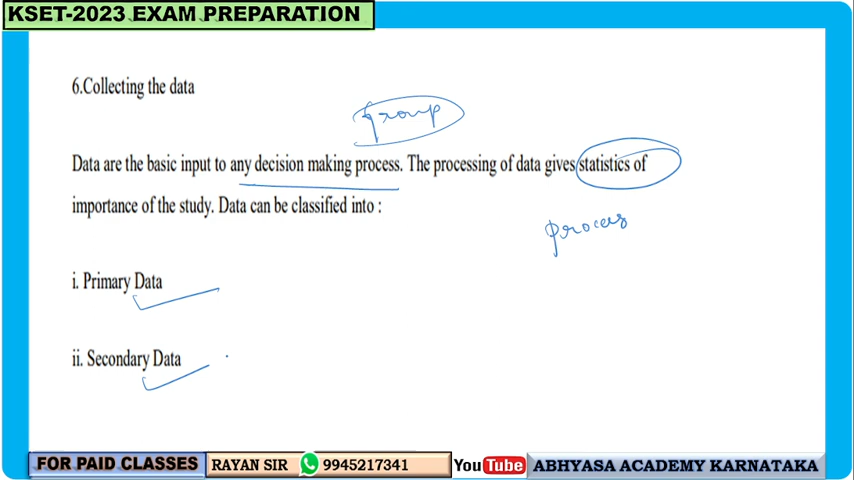 KSET-2023 EXAM PREPARATION
6.Collecting the data
group
Data are the basic input to any decision making process. The processing of data gives statistics of
importance of the study. Data can be classified into :
process
i. Primary Data
ii. Secondary Data
FOR PAID CLASSES RAYAN SIR 9945217341 YouTube ABHYASA ACADEMY KARNATAKA